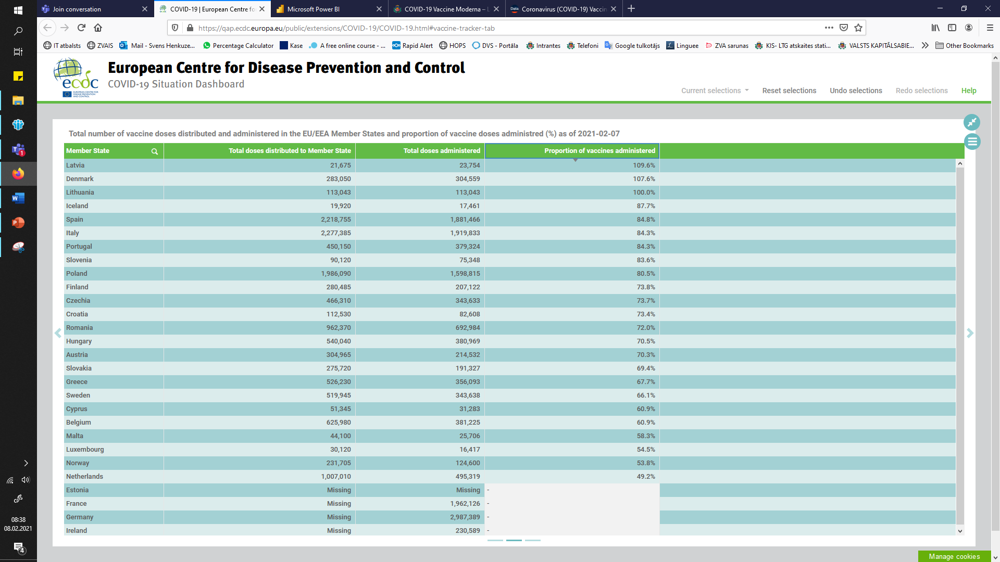 Join conversation
COVID-19 | European Centre fo
Microsoft Power BI
COVID-19 Vaccine Moderna – L
Coronavirus (COVID-19) Vaccin
https://qap.ecdc.europa.eu/public/extensions/COVID-19/COVID-19.html#vaccine-tracker-tab
IT atbalsts
ZVAIS
Mail - Svens Henkuze...
Percentage Calculator
Kase
A free online course - ...
Rapid Alert
HOPS
DVS - Portāla
Intrantes
Telefoni
Google tulkotājs
Linguee
ZVA sarunas
KIS- LTG atskaites stati...
VALSTS KAPITĀLSABIE...
Other Bookmarks
ecdc
EUROPEAN CENTRE FOR
DISEASE PREVENTION
AND CONTROL
European Centre for Disease Prevention and Control
COVID-19 Situation Dashboard
Current selections Reset selections Undo selections Redo selections Help
Total number of vaccine doses distributed and administered in the EU/EEA Member States and proportion of vaccine doses administred (%) as of 2021-02-07
Member State Total doses distributed to Member State Total doses administered Proportion of vaccines administered
Latvia 21,675 23,754 109.6%
Denmark 283,050 304,559 107.6%
Lithuania 113,043 113,043 100.0%
Iceland 19,920 17,461 87.7%
Spain 2,218,755 1,881,466 84.8%
Italy 2,277,385 1,919,833 84.3%
Portugal 450,150 379,324 84.3%
Slovenia 90,120 75,348 83.6%
Poland 1,986,090 1,598,815 80.5%
Finland 280,485 207,122 73.8%
Czechia 466,310 343,633 73.7%
Croatia 112,530 82,608 73.4%
Romania 962,370 692,984 72.0%
Hungary 540,040 380,969 70.5%
Austria 304,965 214,532 70.3%
Slovakia 275,720 191,327 69.4%
Greece 526,230 356,093 67.7%
Sweden 519,945 343,638 66.1%
Cyprus 51,345 31,283 60.9%
Belgium 625,980 381,225 60.9%
Malta 44,100 25,706 58.3%
Luxembourg 30,120 16,417 54.5%
Norway 231,705 124,600 53.8%
Netherlands 1,007,010 495,319 49.2%
Estonia Missing Missing -
France Missing 1,962,126 -
Germany Missing 2,987,389 -
Ireland Missing 230,589 -
Manage cookies
08:38
08.02.2021
4